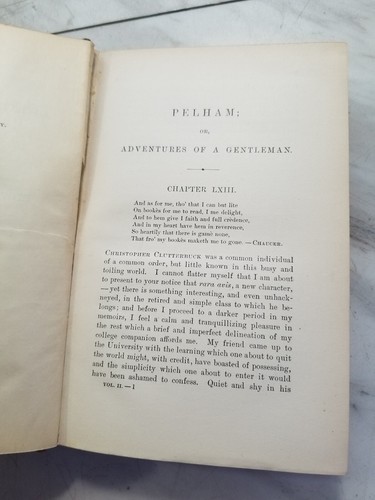 Y;
PELHAM;
OR,
ADVENTURES OF A GENTLEMAN.
CHAPTER LXIII.
And as for me, tho' that I can but lite
On bookès for me to read, I me delight,
And to hem give I faith and full credence,
And in my heart have hem in reverence,
So heartily that there is gamè none,
That fro' my bookès maketh me to gone.—CHAUCER.
CHRISTOPHER CLUTTERBUCK was a common individual
of a common order, but little known in this busy and
toiling world. I cannot flatter myself that I am about
to present to your notice that rara avis, a new character,
—yet there is something interesting, and even unhack-
neyed, in the retired and simple class to which he be-
longs; and before I proceed to a darker period in my
memoirs, I feel a calm and tranquillizing pleasure in
the rest which a brief and imperfect delineation of my
college companion affords me. My friend came up to
the University with the learning which one about to quit
the world might, with credit, have boasted of possessing,
and the simplicity which one about to enter it would
have been ashamed to confess. Quiet and shy in his
VOL. II.—1